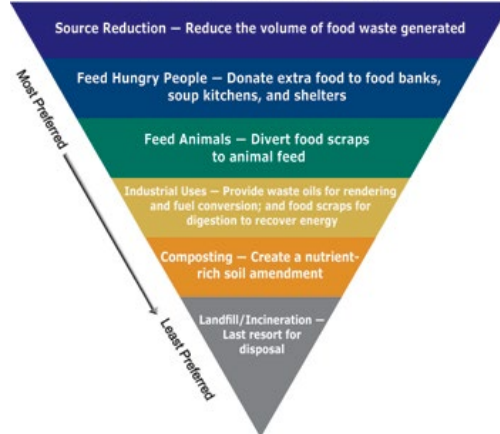 Source Reduction — Reduce the volume of food waste generated
Feed Hungry People — Donate extra food to food banks,
soup kitchens, and shelters
Feed Animals — Divert food scraps
to animal feed
Industrial Uses — Provide waste oils for rendering
and fuel conversion; and food scraps for
digestion to recover energy
Composting — Create a nutrient-
rich soil amendment
Landfill/Incineration —
Last resort for
disposal
Most Preferred
Least Preferred